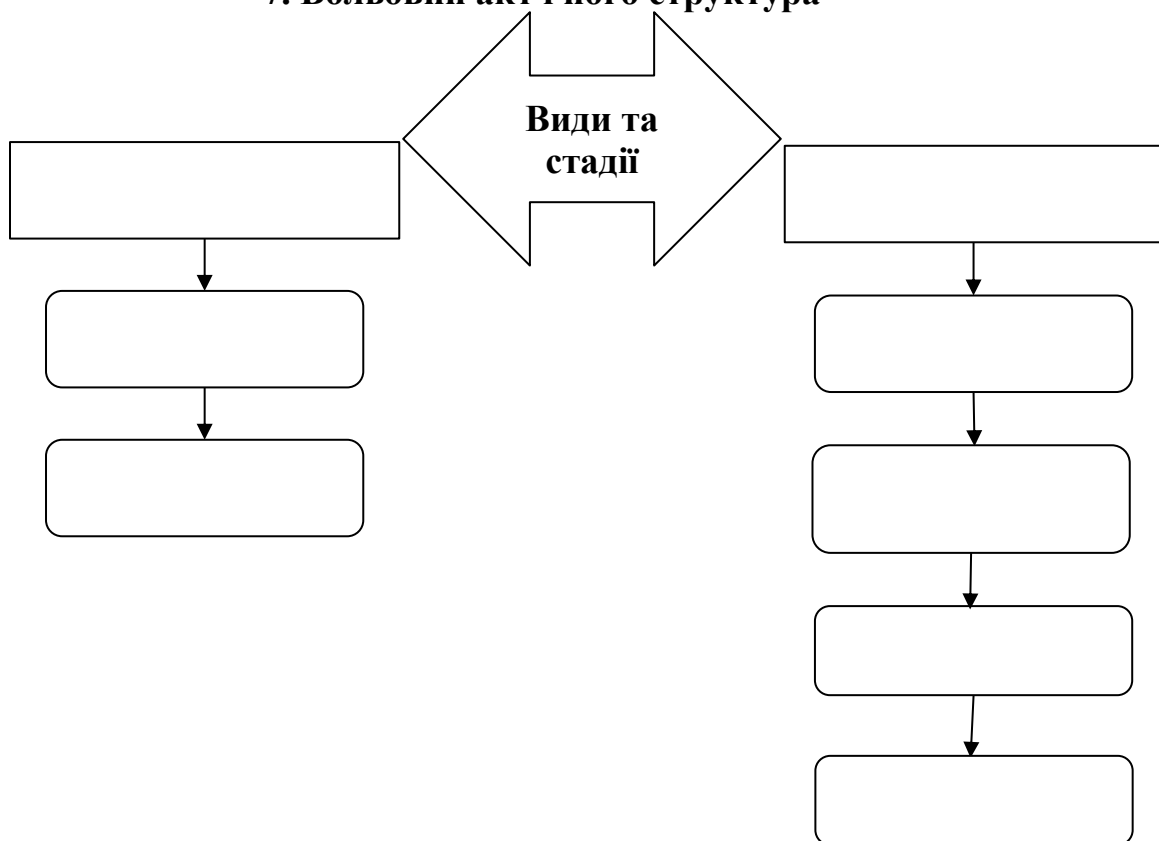 7. Вольовий акт і його структура
Види та
стадії